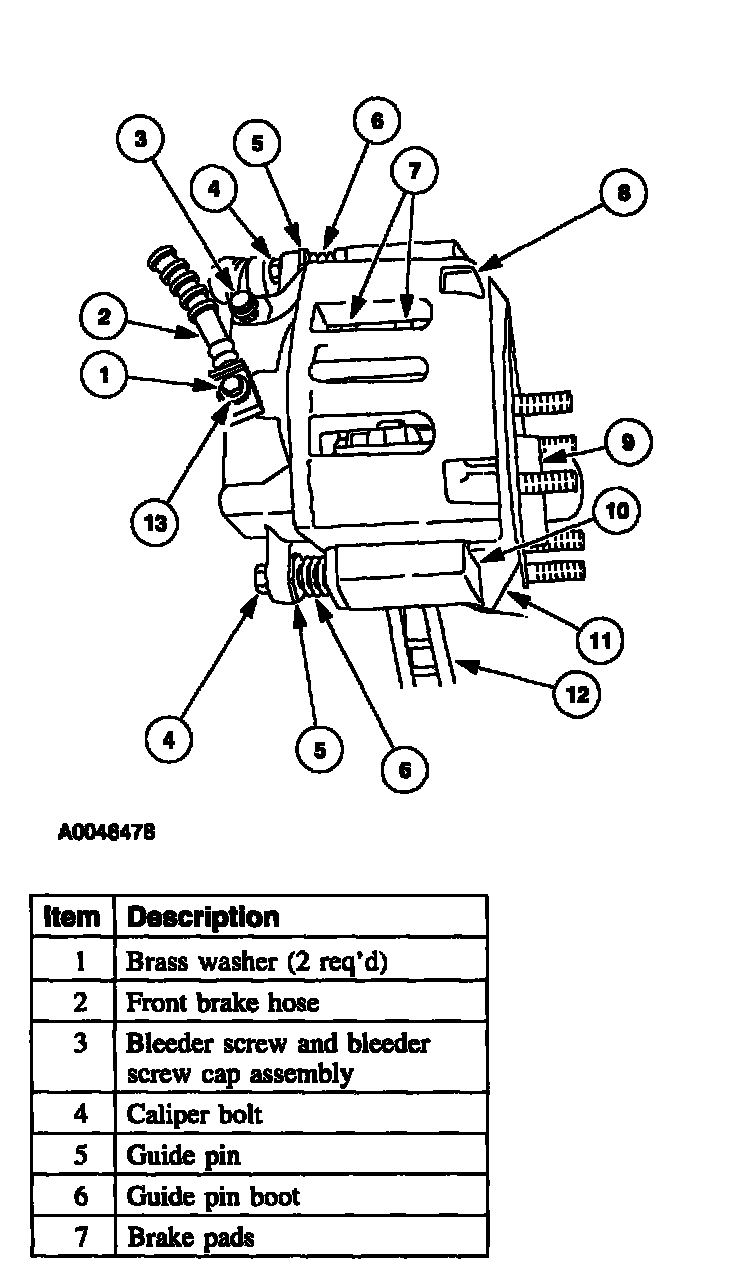 6
3
5
7
4
8
2
1
9
13
10
11
12
4
5
6
A0046478
Item Description
1 Brass washer (2 req'd)
2 Front brake hose
3 Bleeder screw and bleeder
screw cap assembly
4 Caliper bolt
5 Guide pin
6 Guide pin boot
7 Brake pads